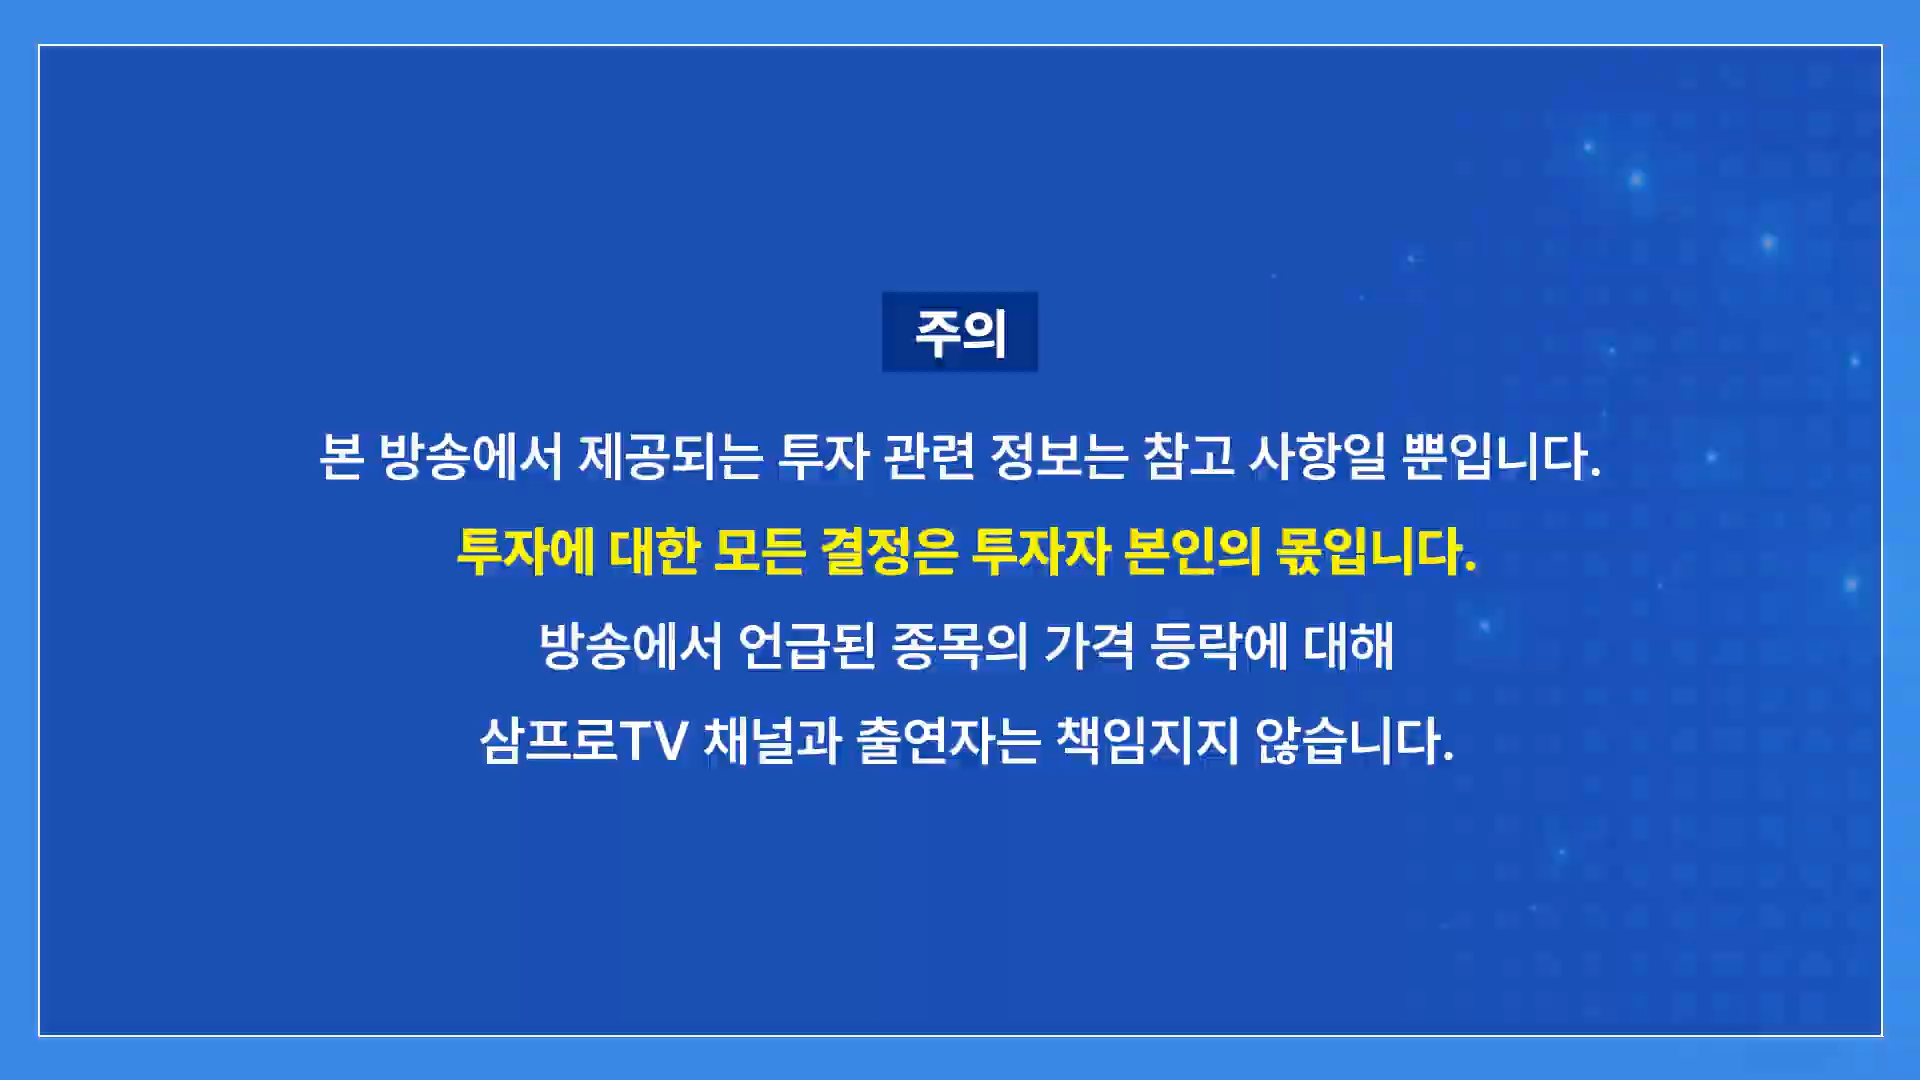 주의
본 방송에서 제공되는 투자 관련 정보는 참고 사항일 뿐입니다.
투자에 대한 모든 결정은 투자자 본인의 몫입니다.
방송에서 언급된 종목의 가격 등락에 대해
삼프로TV 채널과 출연자는 책임지지 않습니다.